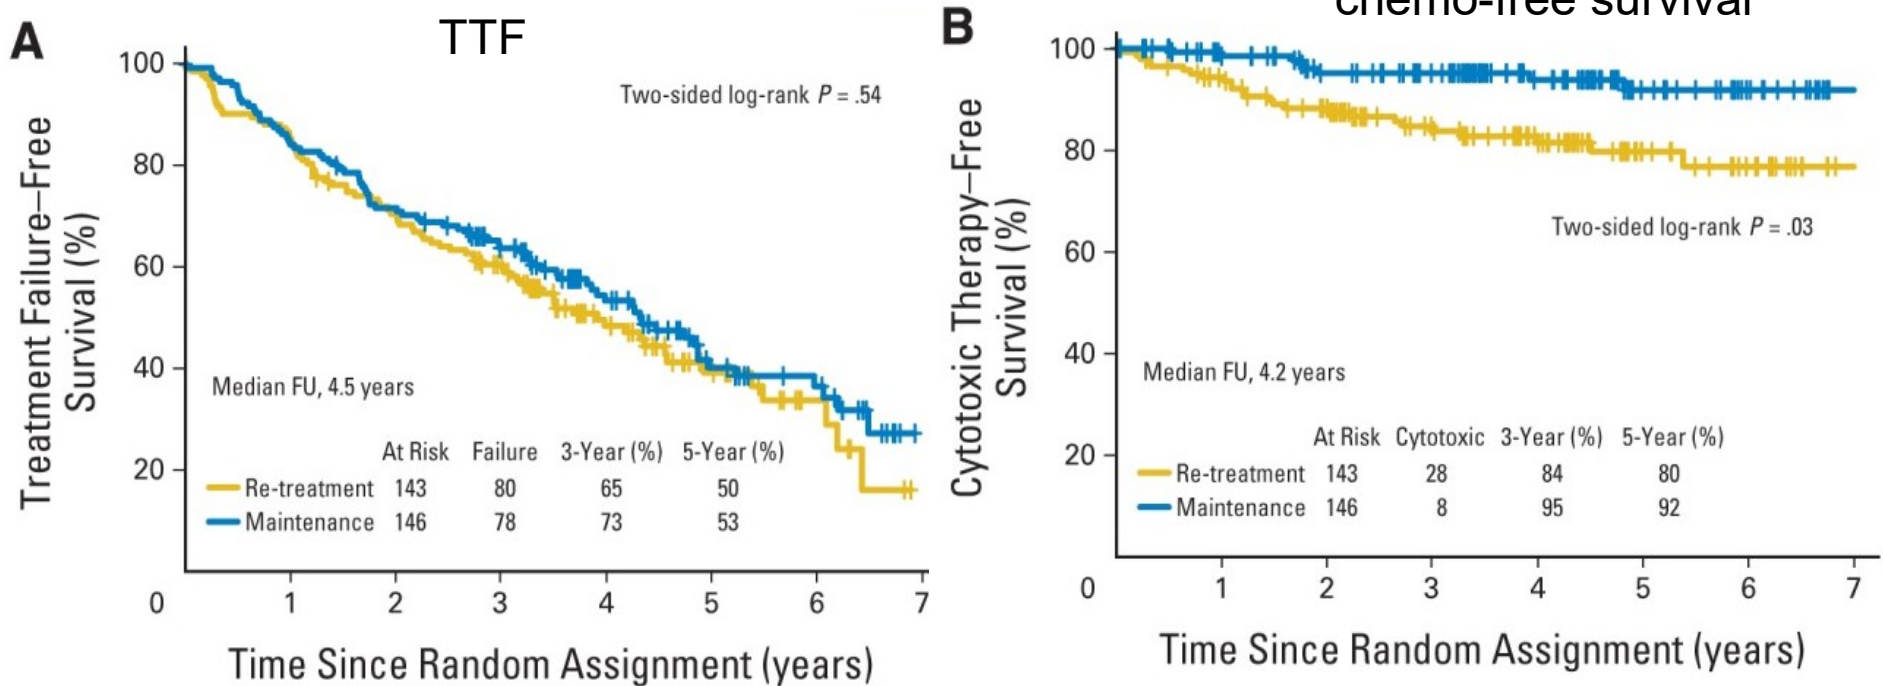 A
TTF
100
80
60
40
20
0
Treatment Failure–Free
Survival (%)
Two-sided log-rank P = .54
Median FU, 4.5 years
At Risk Failure 3-Year (%) 5-Year (%)
Re-treatment 143 80 65 50
Maintenance 146 78 73 53
1 2 3 4 5 6 7
Time Since Random Assignment (years)
B
chemo-free survival
100
80
60
40
20
0
Cytotoxic Therapy–Free
Survival (%)
Two-sided log-rank P = .03
Median FU, 4.2 years
At Risk Cytotoxic 3-Year (%) 5-Year (%)
Re-treatment 143 28 84 80
Maintenance 146 8 95 92
1 2 3 4 5 6 7
Time Since Random Assignment (years)